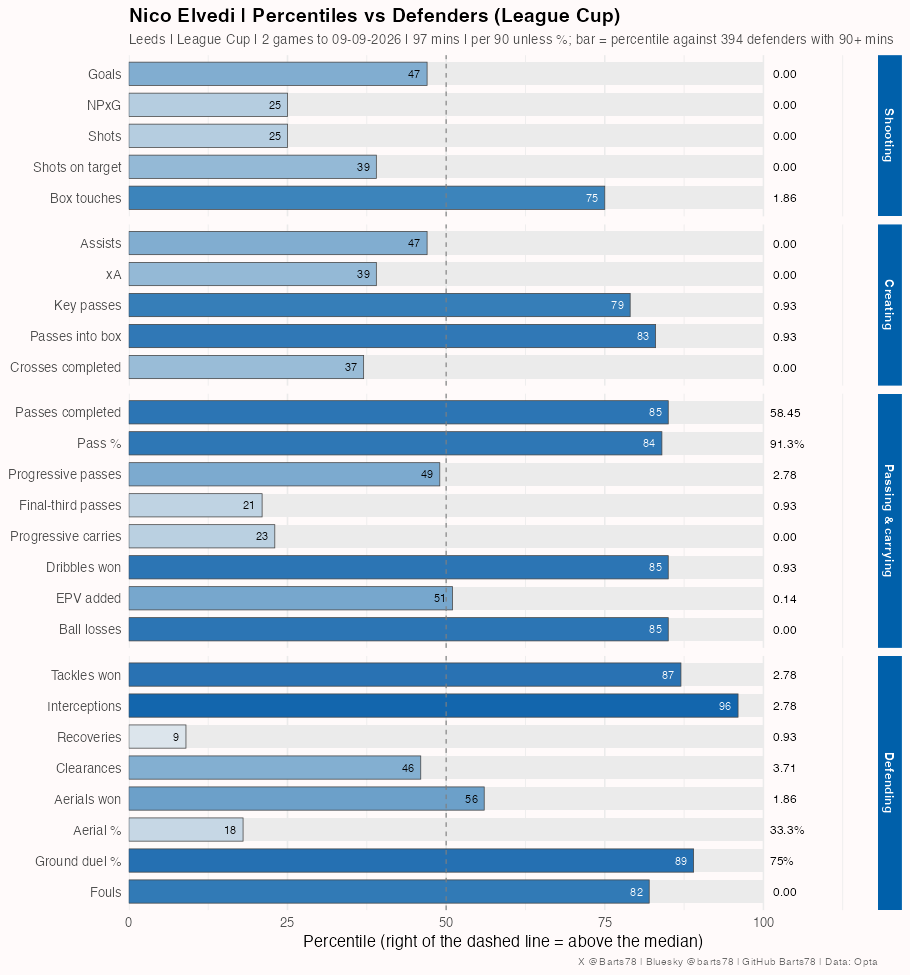 Nico Elvedi | Percentiles vs Defenders (League Cup)
Leeds | League Cup | 2 games to 09-09-2026 | 97 mins | per 90 unless %; bar = percentile against 394 defenders with 90+ mins
Goals 47 0.00
NPxG 25 0.00
Shots 25 0.00
Shots on target 39 0.00
Box touches 75 1.86
Shooting
Assists 47 0.00
xA 39 0.00
Key passes 79 0.93
Passes into box 83 0.93
Crosses completed 37 0.00
Creating
Passes completed 85 58.45
Pass % 84 91.3%
Progressive passes 49 2.78
Final-third passes 21 0.93
Progressive carries 23 0.00
Dribbles won 85 0.93
EPV added 51 0.14
Ball losses 85 0.00
Passing & carrying
Tackles won 87 2.78
Interceptions 96 2.78
Recoveries 9 0.93
Clearances 46 3.71
Aerials won 56 1.86
Aerial % 18 33.3%
Ground duel % 89 75%
Fouls 82 0.00
Defending
0 25 50 75 100
Percentile (right of the dashed line = above the median)
X @Barts78 | Bluesky @barts78 | GitHub Barts78 | Data: Opta